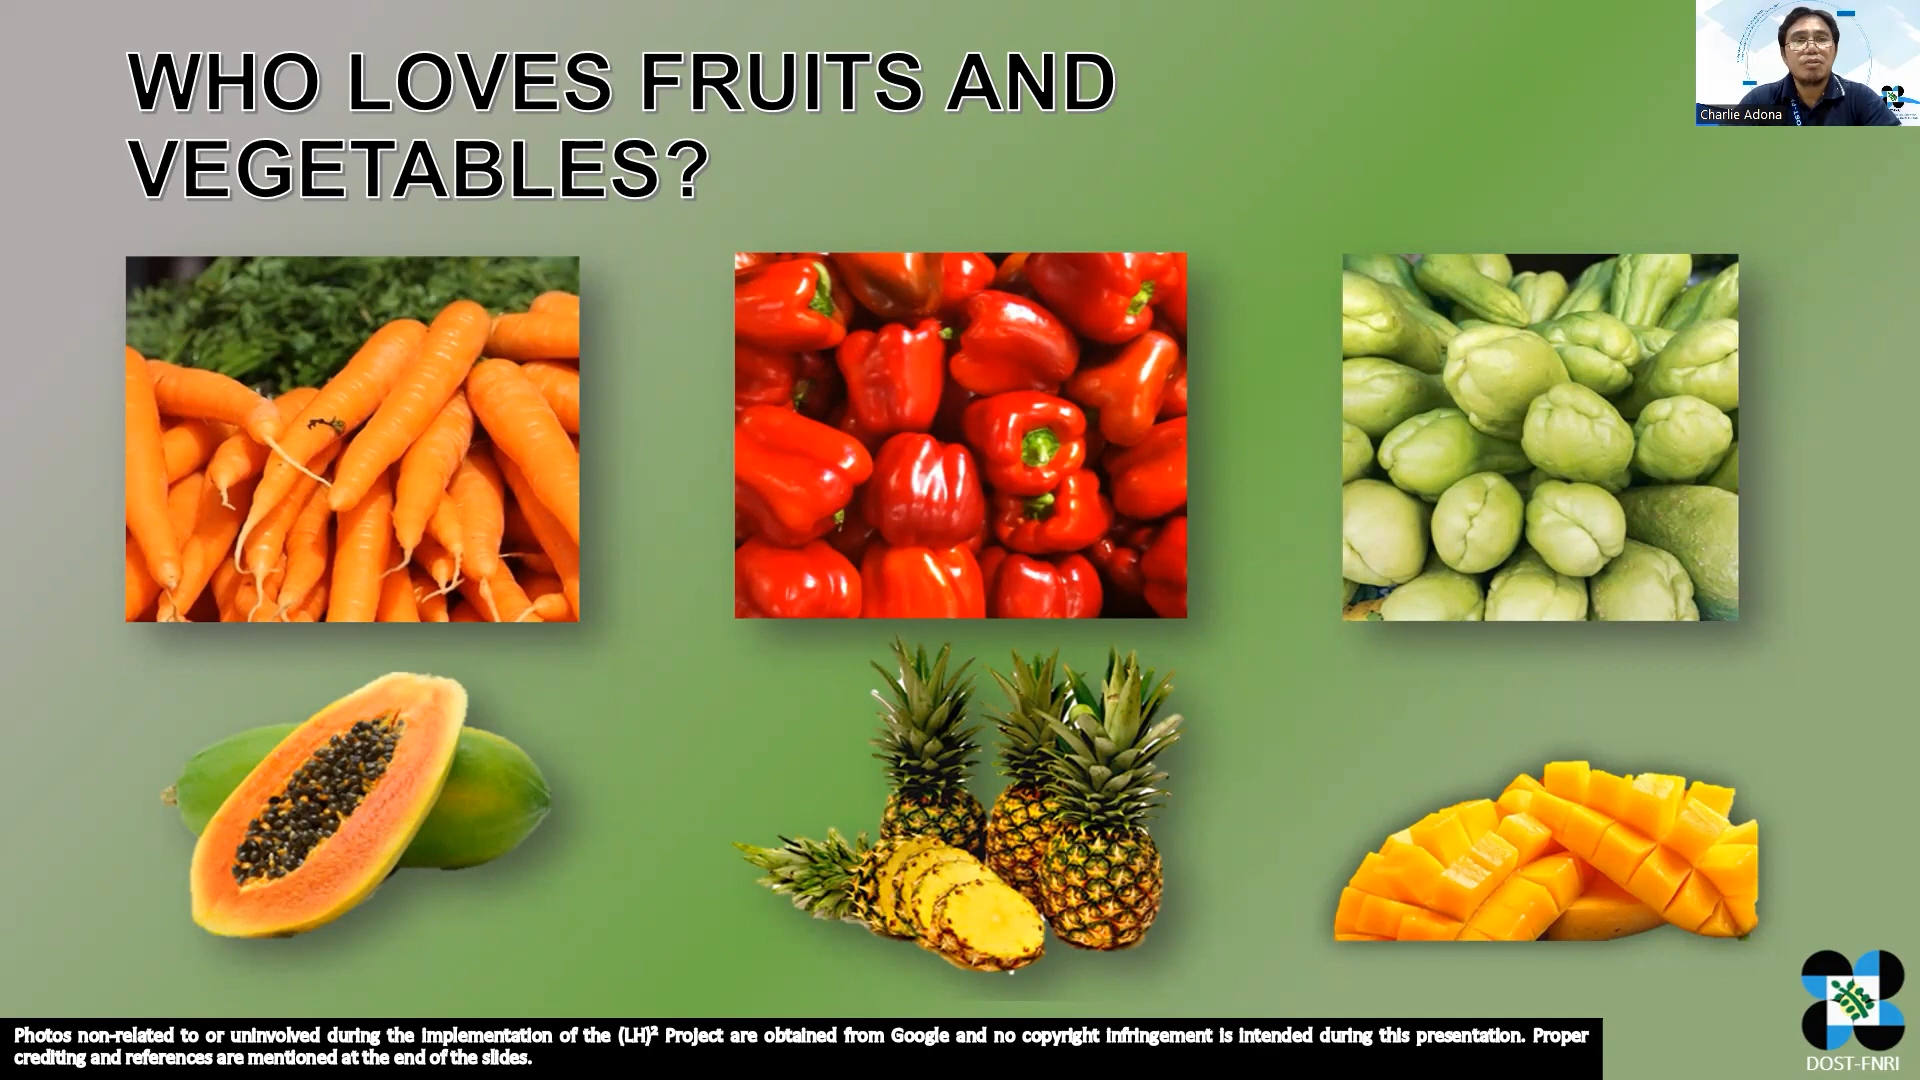 WHO LOVES FRUITS AND
VEGETABLES?
Charlie Adona
Photos non-related to or uninvolved during the implementation of the (LH)² Project are obtained from Google and no copyright infringement is intended during this presentation. Proper
crediting and references are mentioned at the end of the slides.
DOST-FNRI